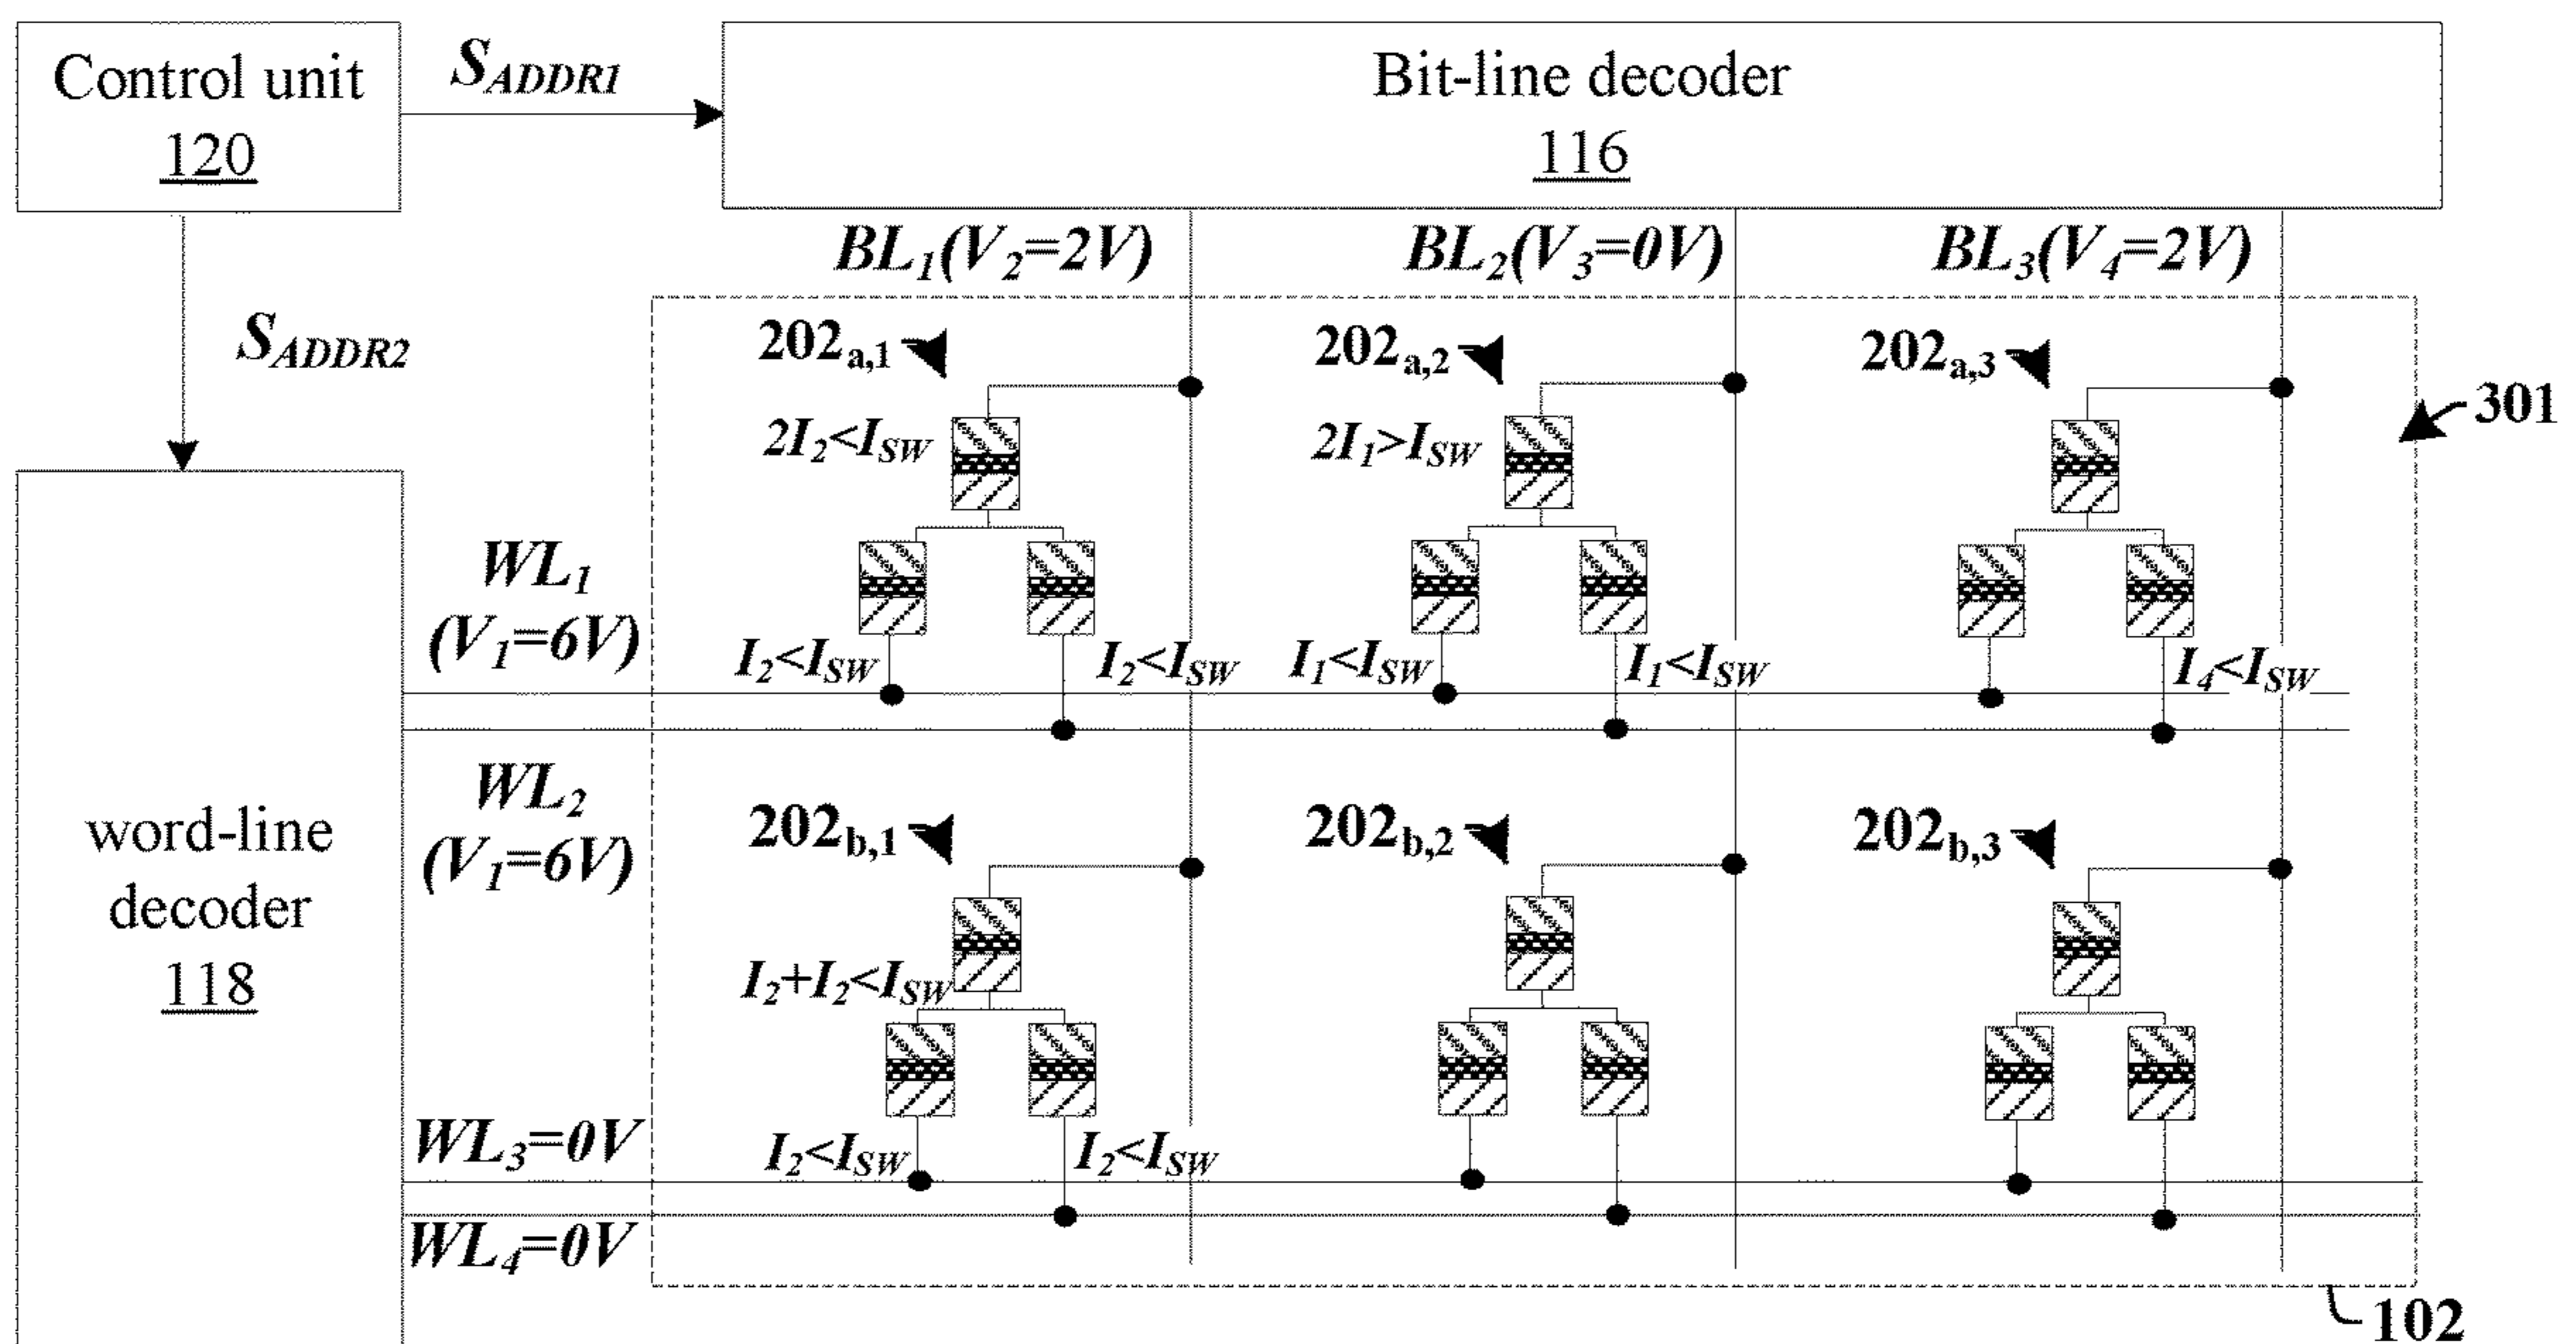 Control unit
120
S_ADDR1
Bit-line decoder
116
BL1(V2=2V)
BL2(V3=0V)
BL3(V4=2V)
S_ADDR2
202a,1
202a,2
202a,3
301
2I2<ISW
2I1>ISW
WL1
(V1=6V)
I2<ISW
I2<ISW
I1<ISW
I1<ISW
I4<ISW
WL2
(V1=6V)
word-line
decoder
118
202b,1
202b,2
202b,3
I2+I2<ISW
WL3=0V
I2<ISW
I2<ISW
WL4=0V
102